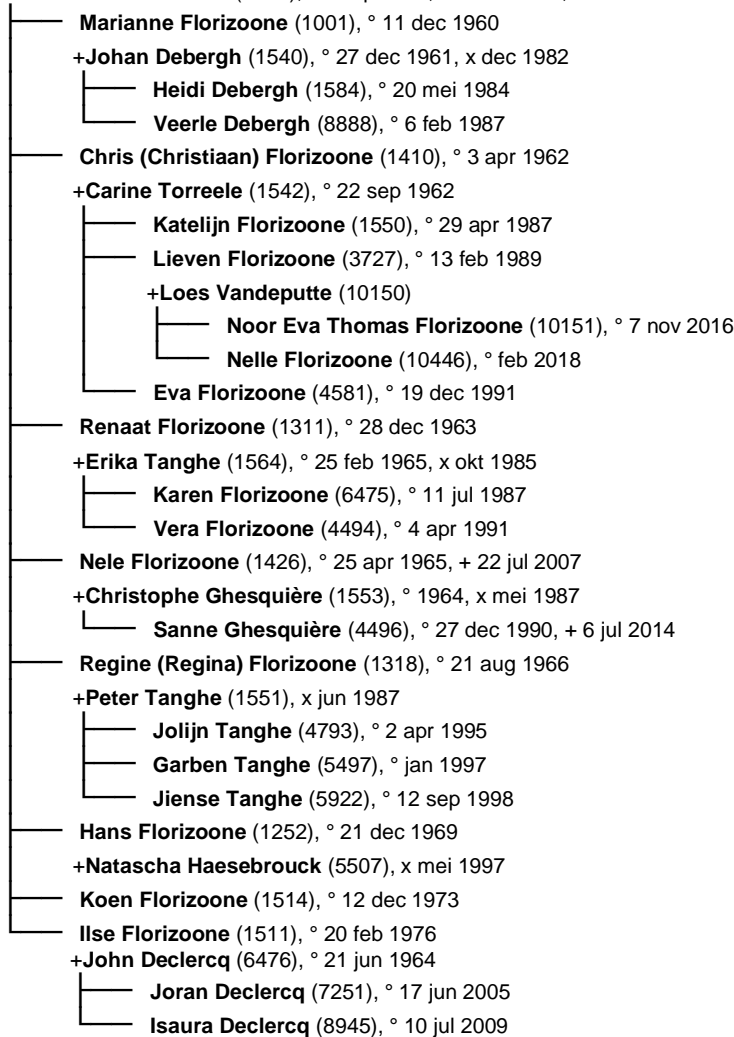 Marianne Florizoone (1001), ° 11 dec 1960
+Johan Debergh (1540), ° 27 dec 1961, x dec 1982
Heidi Debergh (1584), ° 20 mei 1984
Veerle Debergh (8888), ° 6 feb 1987
Chris (Christiaan) Florizoone (1410), ° 3 apr 1962
+Carine Torreele (1542), ° 22 sep 1962
Katelijn Florizoone (1550), ° 29 apr 1987
Lieven Florizoone (3727), ° 13 feb 1989
+Loes Vandeputte (10150)
Noor Eva Thomas Florizoone (10151), ° 7 nov 2016
Nelle Florizoone (10446), ° feb 2018
Eva Florizoone (4581), ° 19 dec 1991
Renaat Florizoone (1311), ° 28 dec 1963
+Erika Tanghe (1564), ° 25 feb 1965, x okt 1985
Karen Florizoone (6475), ° 11 jul 1987
Vera Florizoone (4494), ° 4 apr 1991
Nele Florizoone (1426), ° 25 apr 1965, + 22 jul 2007
+Christophe Ghesquière (1553), ° 1964, x mei 1987
Sanne Ghesquière (4496), ° 27 dec 1990, + 6 jul 2014
Regine (Regina) Florizoone (1318), ° 21 aug 1966
+Peter Tanghe (1551), x jun 1987
Jolijn Tanghe (4793), ° 2 apr 1995
Garben Tanghe (5497), ° jan 1997
Jiense Tanghe (5922), ° 12 sep 1998
Hans Florizoone (1252), ° 21 dec 1969
+Natascha Haesebrouck (5507), x mei 1997
Koen Florizoone (1514), ° 12 dec 1973
Ilse Florizoone (1511), ° 20 feb 1976
+John Declercq (6476), ° 21 jun 1964
Joran Declercq (7251), ° 17 jun 2005
Isaura Declercq (8945), ° 10 jul 2009